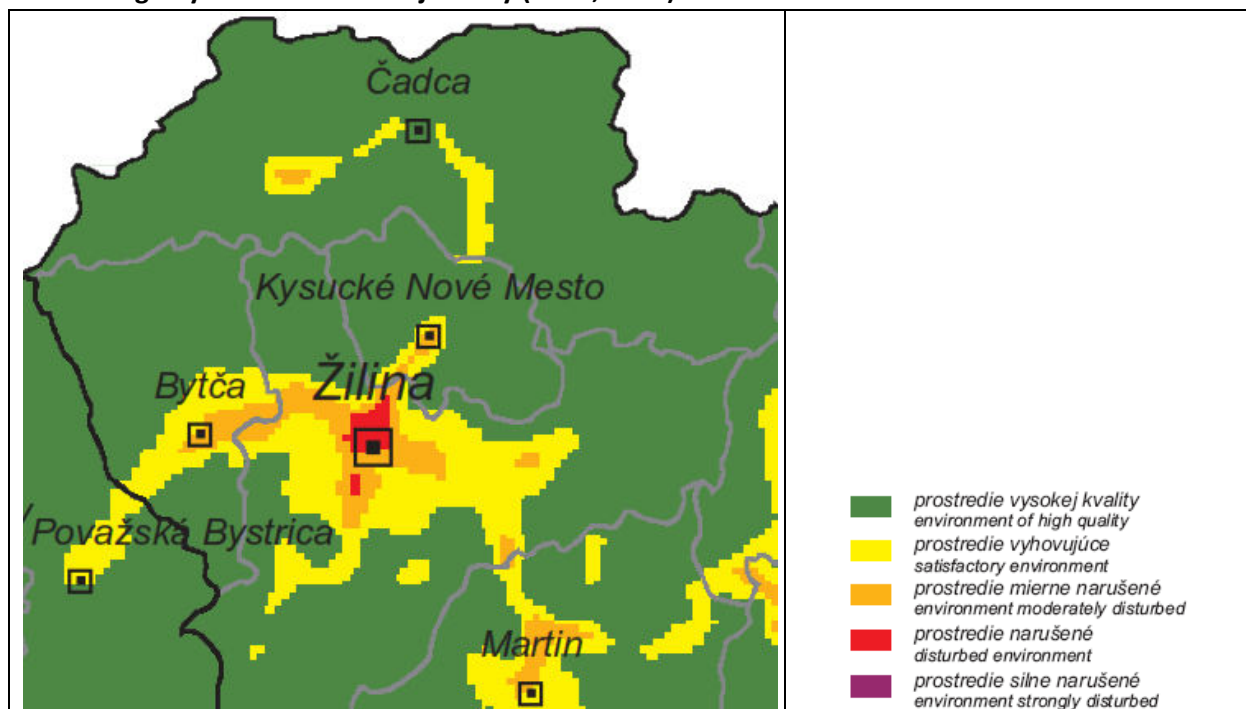 Čadca
Kysucké Nové Mesto
Žilina
Bytča
Považská Bystrica
Martin
prostredie vysokej kvality
environment of high quality
prostredie vyhovujúce
satisfactory environment
prostredie mierne narušené
environment moderately disturbed
prostredie narušené
disturbed environment
prostredie silne narušené
environment strongly disturbed